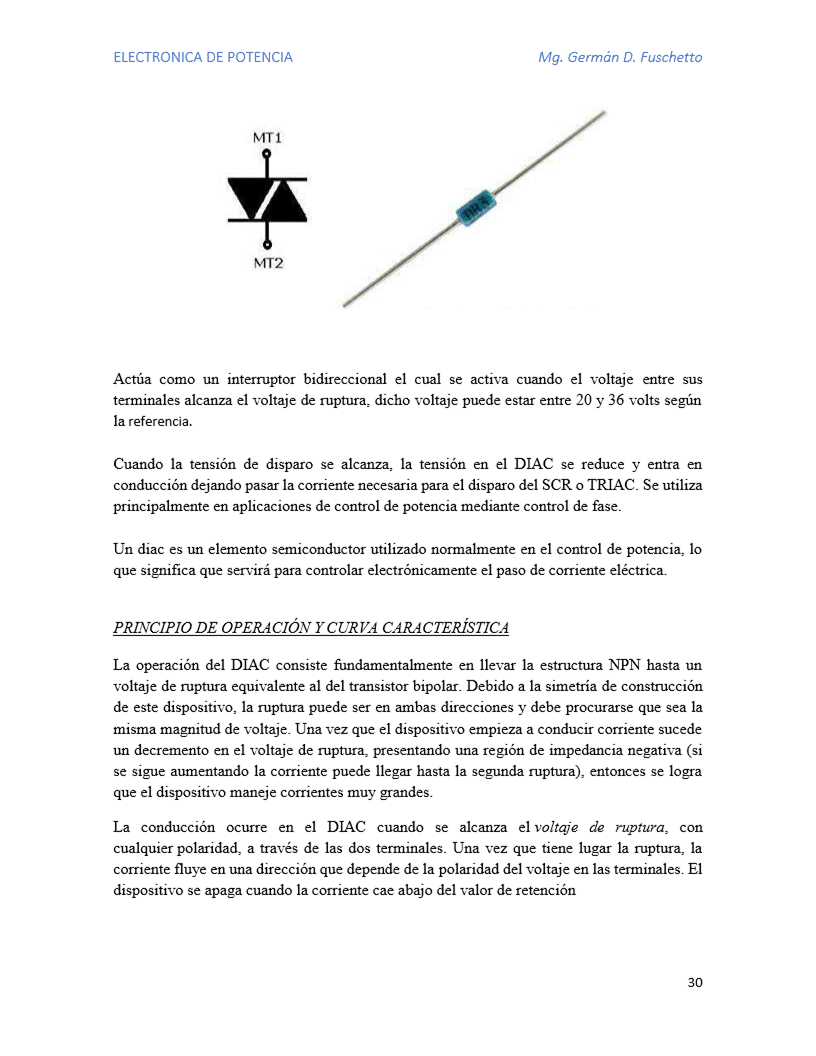 ELECTRONICA DE POTENCIA
Mg. Germán D. Fuschetto
MT1
MT2
Actúa como un interruptor bidireccional el cual se activa cuando el voltaje entre sus
terminales alcanza el voltaje de ruptura, dicho voltaje puede estar entre 20 y 36 volts según
la referencia.
Cuando la tensión de disparo se alcanza, la tensión en el DIAC se reduce y entra en
conducción dejando pasar la corriente necesaria para el disparo del SCR o TRIAC. Se utiliza
principalmente en aplicaciones de control de potencia mediante control de fase.
Un diac es un elemento semiconductor utilizado normalmente en el control de potencia, lo
que significa que servirá para controlar electrónicamente el paso de corriente eléctrica.
PRINCIPIO DE OPERACIÓN Y CURVA CARACTERÍSTICA
La operación del DIAC consiste fundamentalmente en llevar la estructura NPN hasta un
voltaje de ruptura equivalente al del transistor bipolar. Debido a la simetría de construcción
de este dispositivo, la ruptura puede ser en ambas direcciones y debe procurarse que sea la
misma magnitud de voltaje. Una vez que el dispositivo empieza a conducir corriente sucede
un decremento en el voltaje de ruptura, presentando una región de impedancia negativa (si
se sigue aumentando la corriente puede llegar hasta la segunda ruptura), entonces se logra
que el dispositivo maneje corrientes muy grandes.
La conducción ocurre en el DIAC cuando se alcanza el voltaje de ruptura, con
cualquier polaridad, a través de las dos terminales. Una vez que tiene lugar la ruptura, la
corriente fluye en una dirección que depende de la polaridad del voltaje en las terminales. El
dispositivo se apaga cuando la corriente cae abajo del valor de retención
30